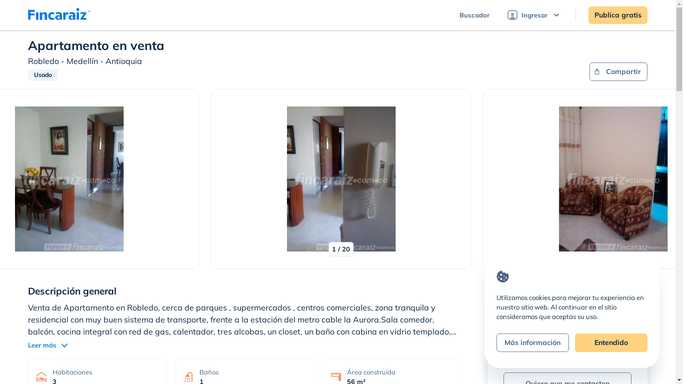 Fincaraiz
Buscador
Ingresar
Publica gratis
Apartamento en venta
Robledo - Medellín - Antioquia
Usado
Compartir
fincaraiz
fincaraiz
fincaraiz
1 / 20
Descripción general
Venta de Apartamento en Robledo, cerca de parques , supermercados , centros comerciales, zona tranquila y
residencial con muy buen sistema de transporte, frente a la estación del metro cable la Aurora.Sala comedor,
balcón, cocina integral con red de gas, calentador, tres alcobas, un closet, un baño con cabina en vidrio templado,...
Leer más
Habitaciones
3
Baños
1
Área construida
56 m²
Utilizamos cookies para mejorar tu experiencia en
nuestro sitio web. Al continuar en el sitio
consideramos que aceptas su uso.
Más información
Entendido
Quiero que me contacten